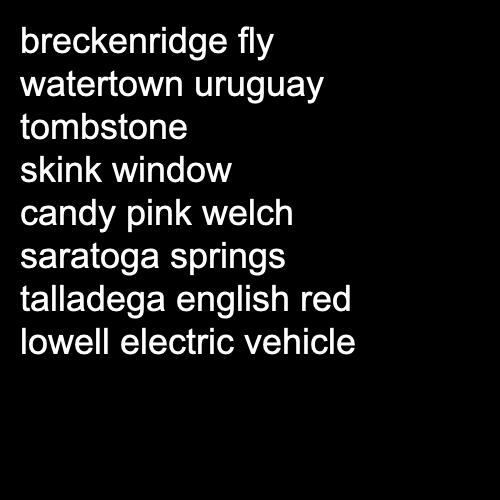 breckenridge fly
watertown uruguay
tombstone
skink window
candy pink welch
saratoga springs
talladega english red
lowell electric vehicle